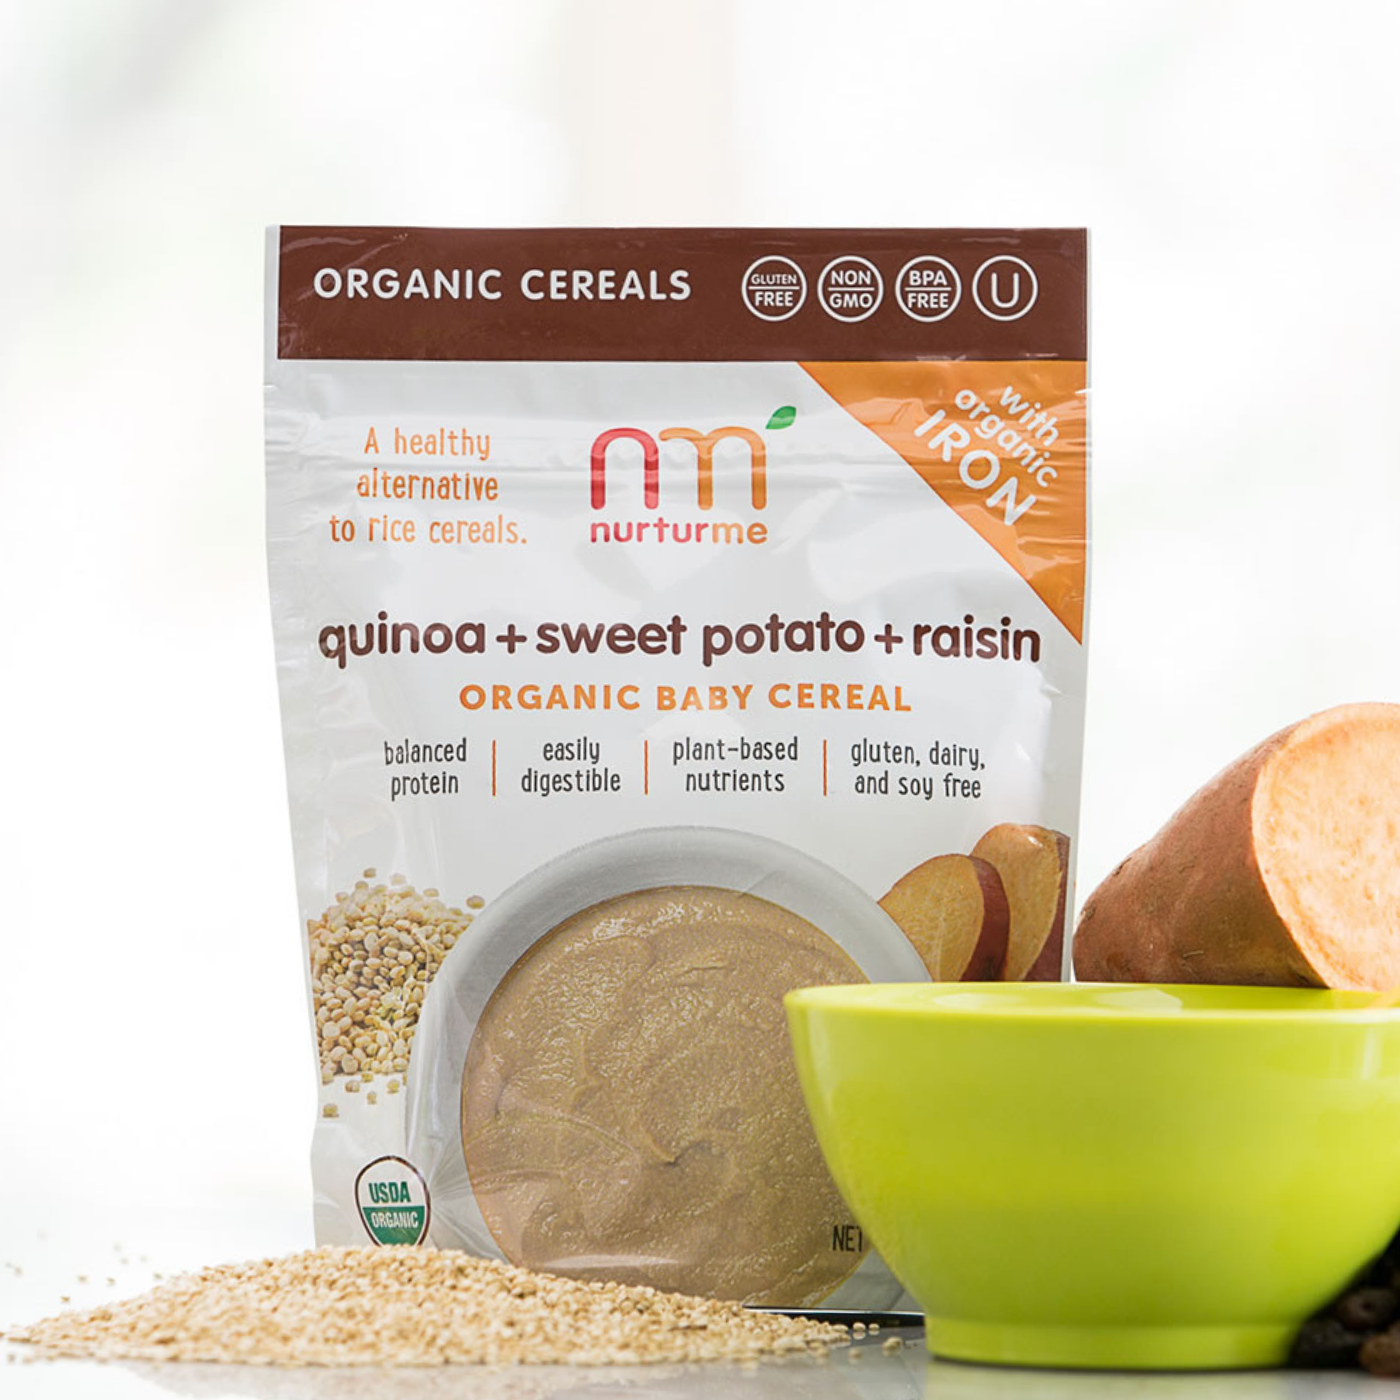 ORGANIC CEREALS
GLUTEN
FREE
NON
GMO
BPA
FREE
U
with
organic
IRON
A healthy
alternative
to rice cereals.
nm
nurturme
quinoa + sweet potato + raisin
ORGANIC BABY CEREAL
balanced
protein
easily
digestible
plant-based
nutrients
gluten, dairy,
and soy free
USDA
ORGANIC
NET